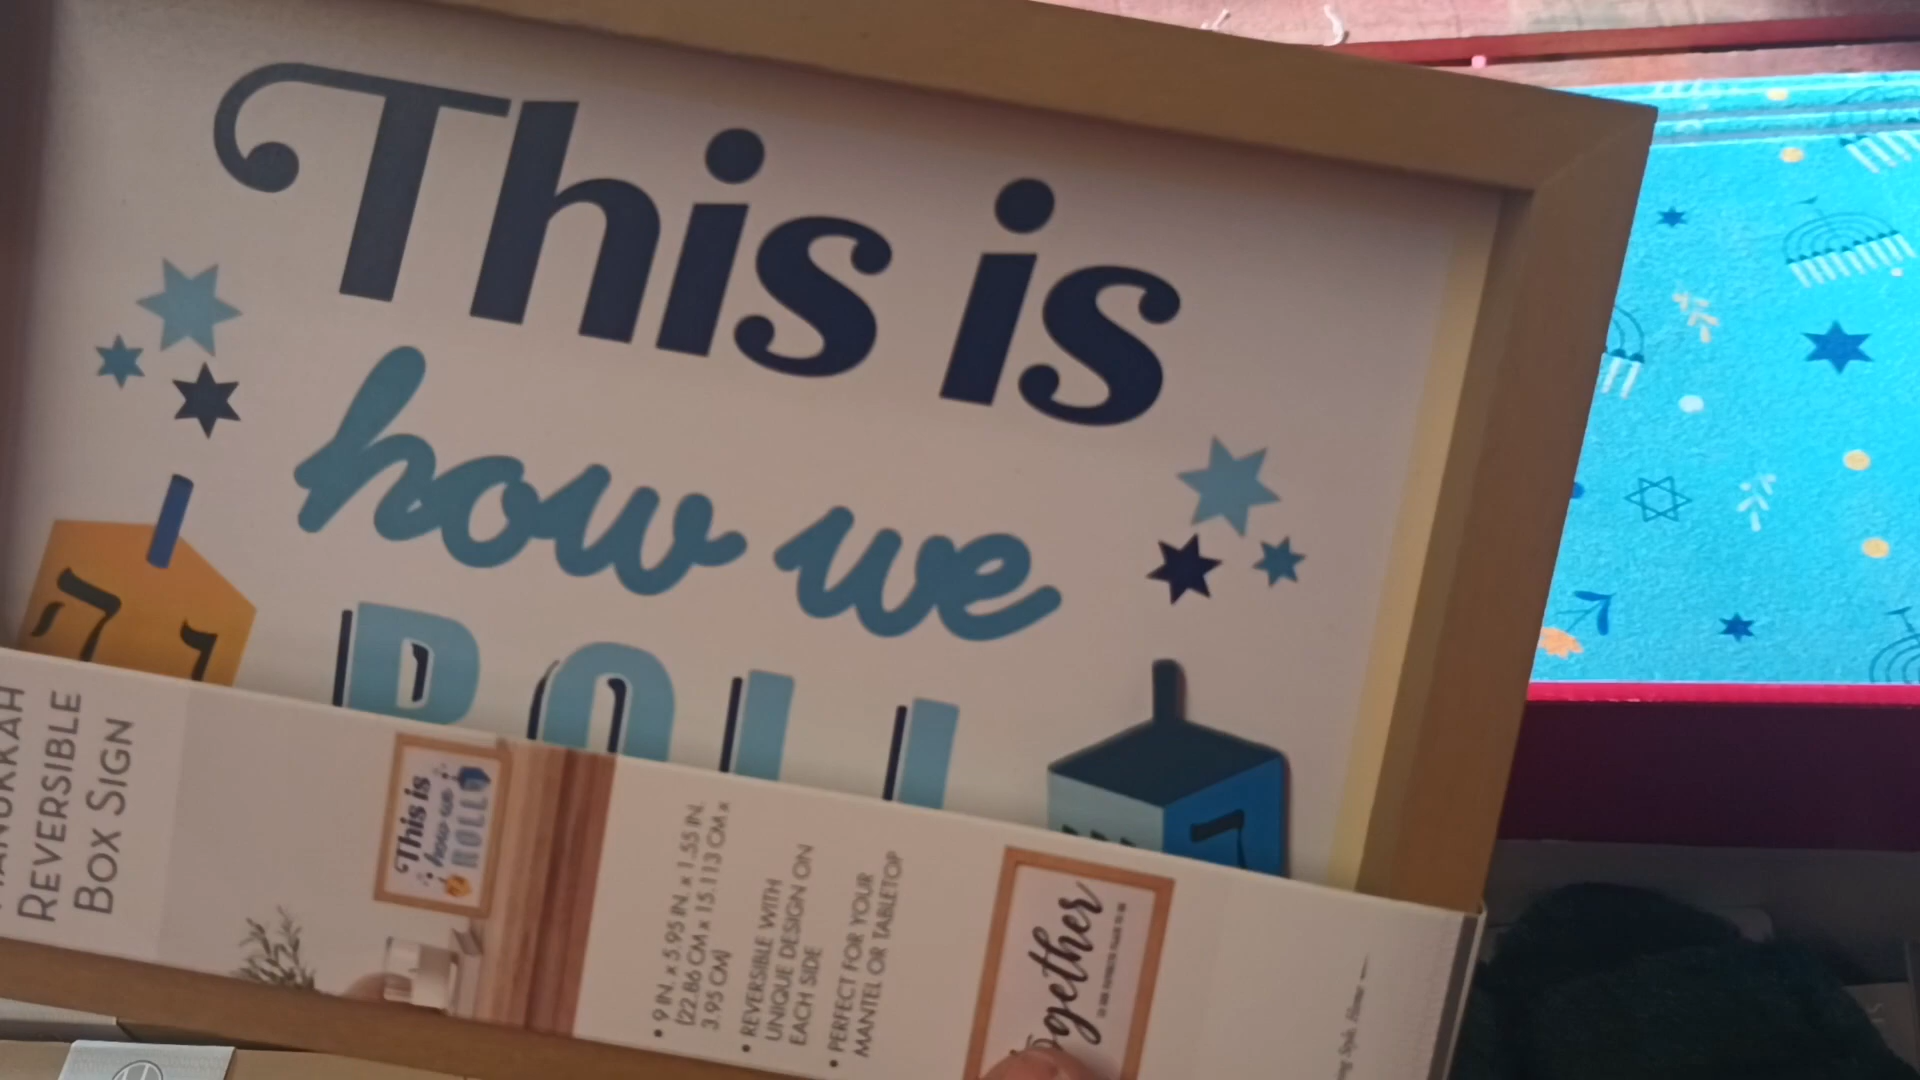 This is
how we
ROLL
REVERSIBLE
BOX SIGN
This is
how we
ROLL
• 9 IN. x 5.95 IN. x 1.55 IN.
(22.86 CM x 15.113 CM x
3.95 CM)
• REVERSIBLE WITH
UNIQUE DESIGN ON
EACH SIDE
• PERFECT FOR YOUR
MANTEL OR TABLETOP
ogether